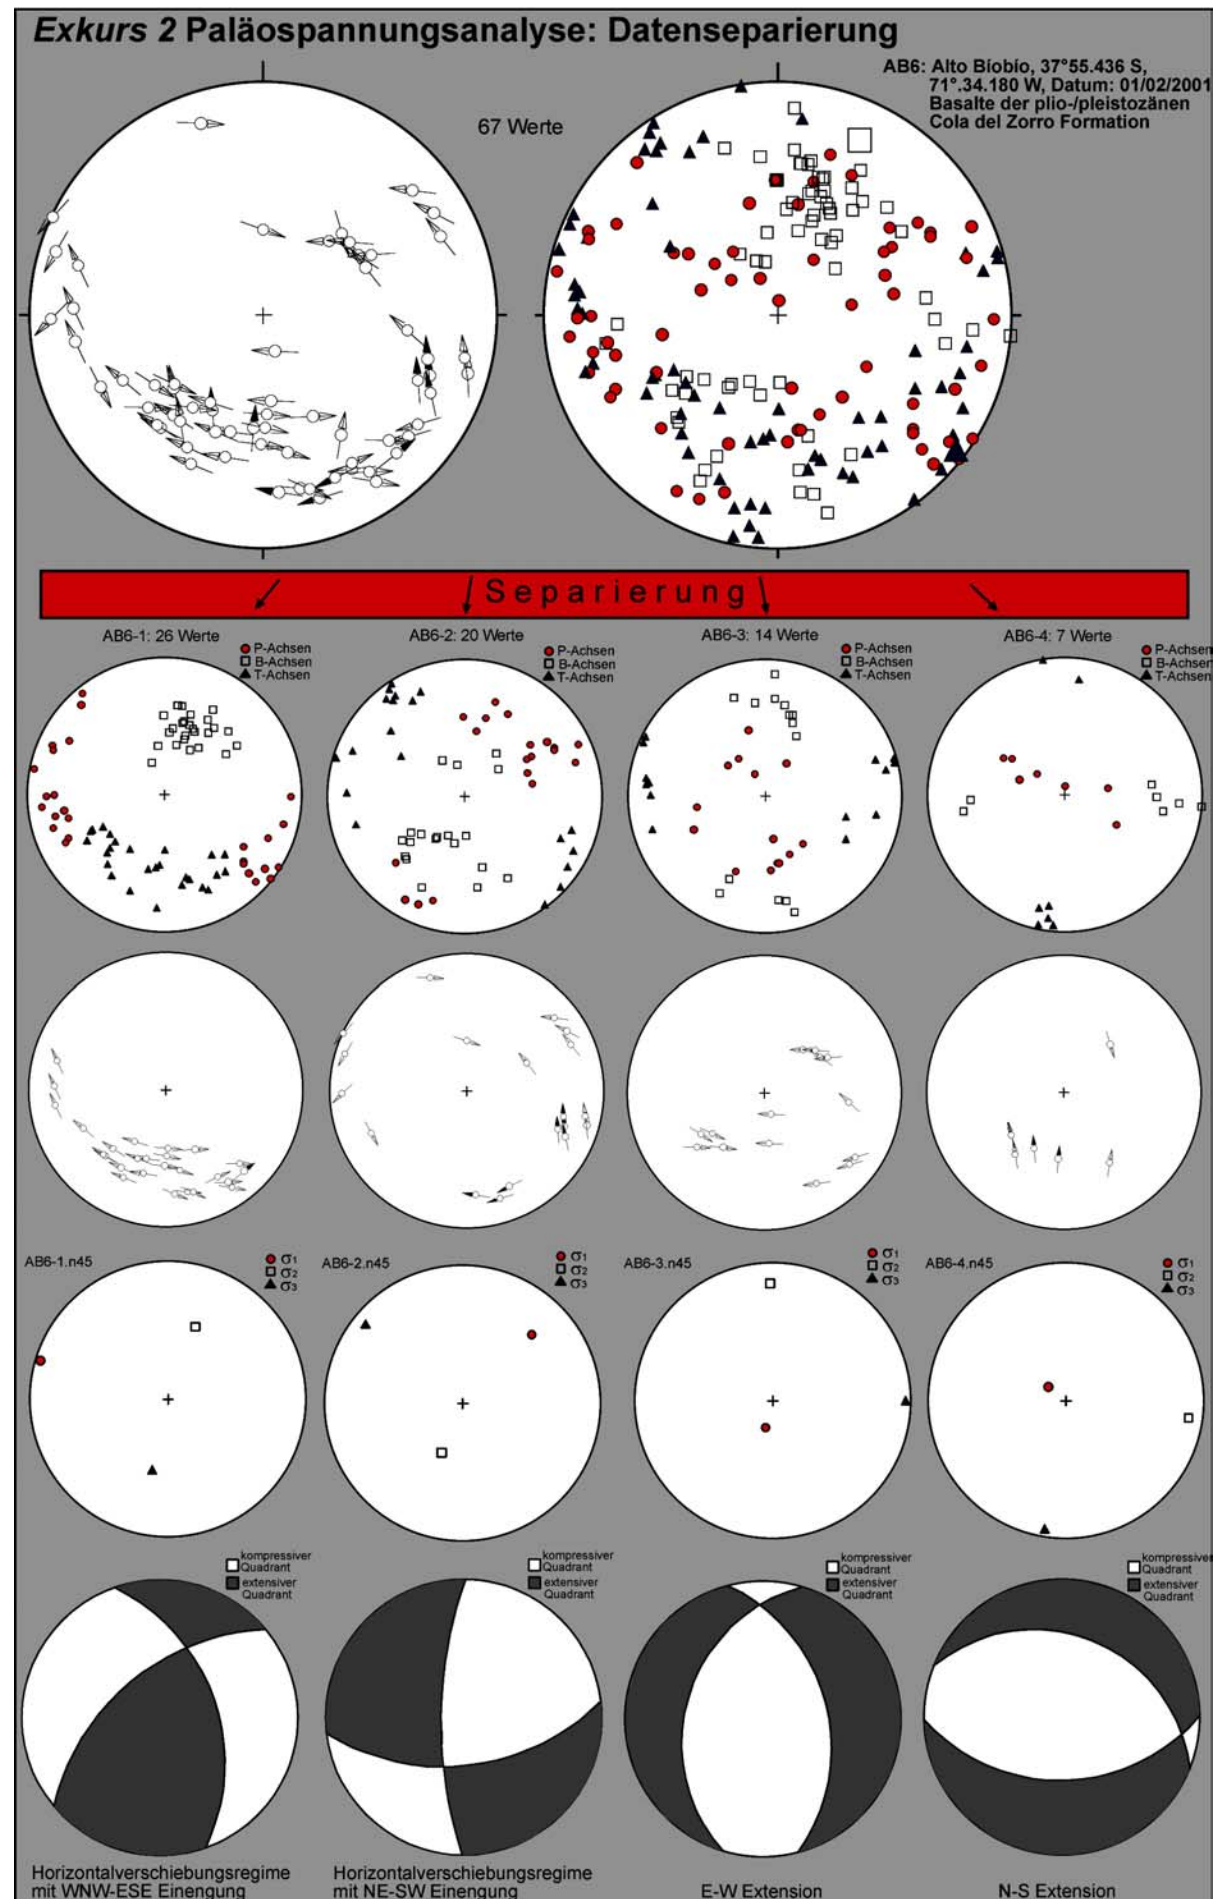 Exkurs 2 Paläospannungsanalyse: Datenseparierung
AB6: Alto Bíobío, 37°55.436 S,
71°.34.180 W, Datum: 01/02/2001
Basalte der plio-/pleistozänen
Cola del Zorro Formation
67 Werte
Separierung
AB6-1: 26 Werte
P-Achsen
B-Achsen
T-Achsen
AB6-2: 20 Werte
P-Achsen
B-Achsen
T-Achsen
AB6-3: 14 Werte
P-Achsen
B-Achsen
T-Achsen
AB6-4: 7 Werte
P-Achsen
B-Achsen
T-Achsen
AB6-1.n45
σ1
σ2
σ3
AB6-2.n45
σ1
σ2
σ3
AB6-3.n45
σ1
σ2
σ3
AB6-4.n45
σ1
σ2
σ3
kompressiver
Quadrant
extensiver
Quadrant
kompressiver
Quadrant
extensiver
Quadrant
kompressiver
Quadrant
extensiver
Quadrant
kompressiver
Quadrant
extensiver
Quadrant
Horizontalverschiebungsregime
mit WNW-ESE Einengung
Horizontalverschiebungsregime
mit NE-SW Einengung
E-W Extension
N-S Extension